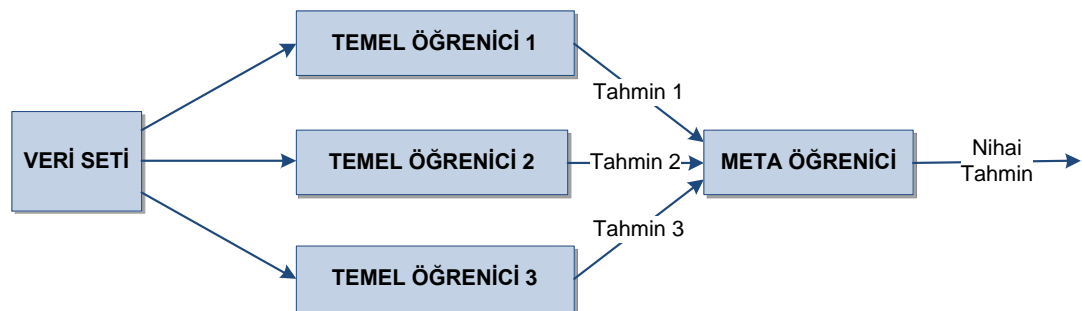 TEMEL ÖĞRENİCİ 1
Tahmin 1
VERİ SETİ
TEMEL ÖĞRENİCİ 2
Tahmin 2
META ÖĞRENİCİ
Nihai
Tahmin
Tahmin 3
TEMEL ÖĞRENİCİ 3